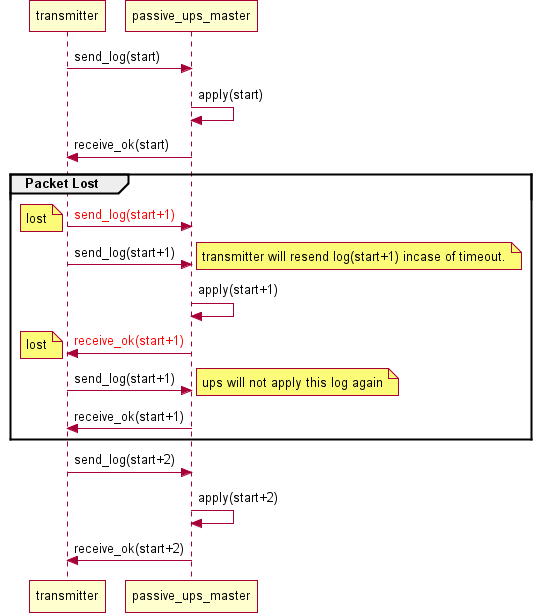 transmitter
passive_ups_master
send_log(start)
apply(start)
receive_ok(start)
Packet Lost
lost
send_log(start+1)
send_log(start+1)
transmitter will resend log(start+1) incase of timeout.
apply(start+1)
lost
receive_ok(start+1)
send_log(start+1)
ups will not apply this log again
receive_ok(start+1)
send_log(start+2)
apply(start+2)
receive_ok(start+2)
transmitter
passive_ups_master